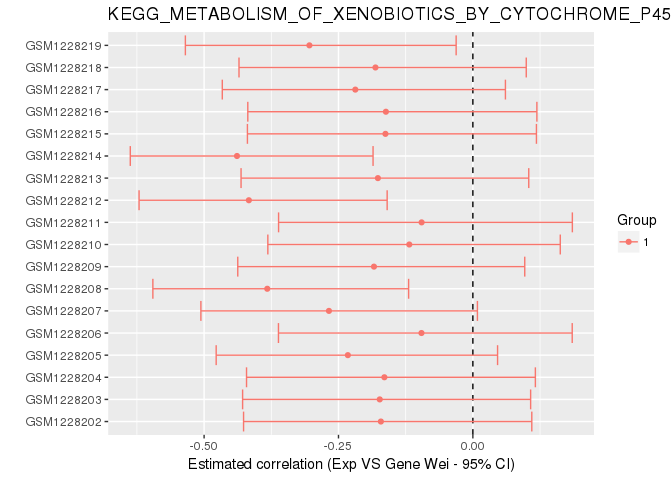 KEGG_METABOLISM_OF_XENOBIOTICS_BY_CYTOCHROME_P45
GSM1228219
GSM1228218
GSM1228217
GSM1228216
GSM1228215
GSM1228214
GSM1228213
GSM1228212
GSM1228211
GSM1228210
GSM1228209
GSM1228208
GSM1228207
GSM1228206
GSM1228205
GSM1228204
GSM1228203
GSM1228202
Group
1
-0.50
-0.25
0.00
Estimated correlation (Exp VS Gene Wei - 95% CI)